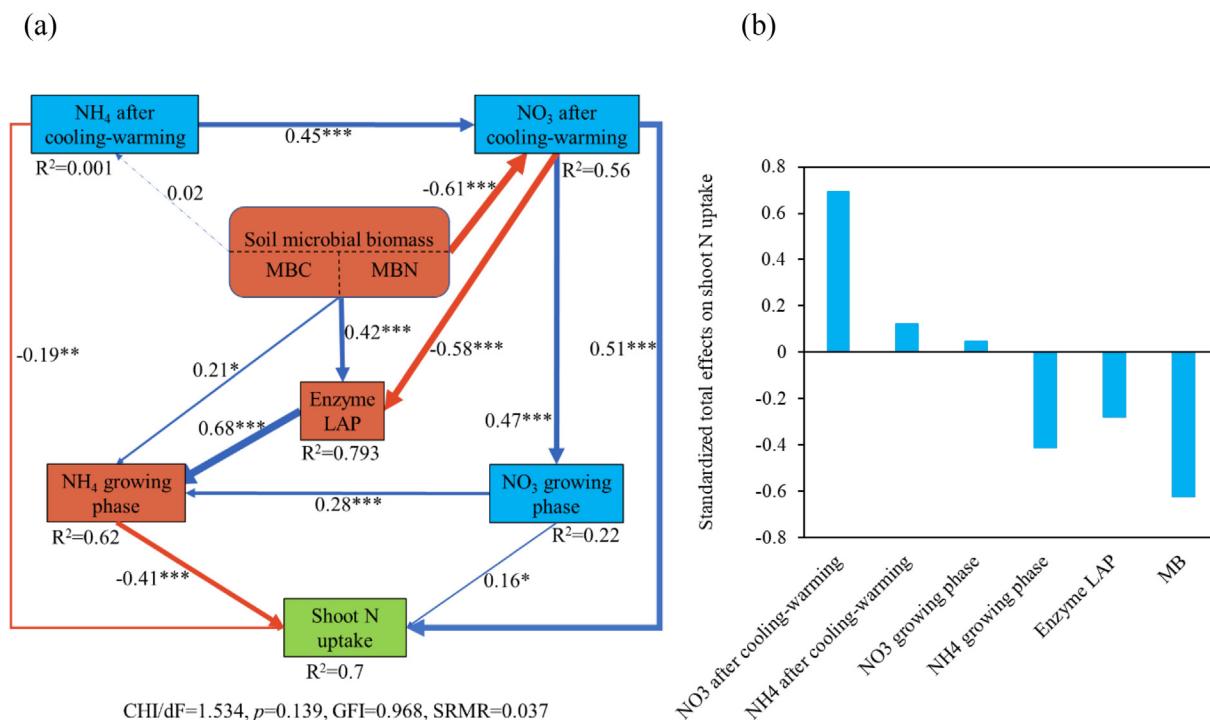 (a)
NH₄ after
cooling-warming
R²=0.001
0.45***
NO₃ after
cooling-warming
R²=0.56
0.02
-0.61***
Soil microbial biomass
MBC MBN
-0.19**
0.21*
0.42***
-0.58***
0.51***
Enzyme
LAP
R²=0.793
0.68***
0.47***
NH₄ growing
phase
R²=0.62
0.28***
NO₃ growing
phase
R²=0.22
-0.41***
0.16*
Shoot N
uptake
R²=0.7
CHI/dF=1.534, p=0.139, GFI=0.968, SRMR=0.037
(b)
Standardized total effects on shoot N uptake
0.8
0.6
0.4
0.2
0
-0.2
-0.4
-0.6
-0.8
NO3 after cooling-warming
NH4 after cooling-warming
NO3 growing phase
NH4 growing phase
Enzyme LAP
MB